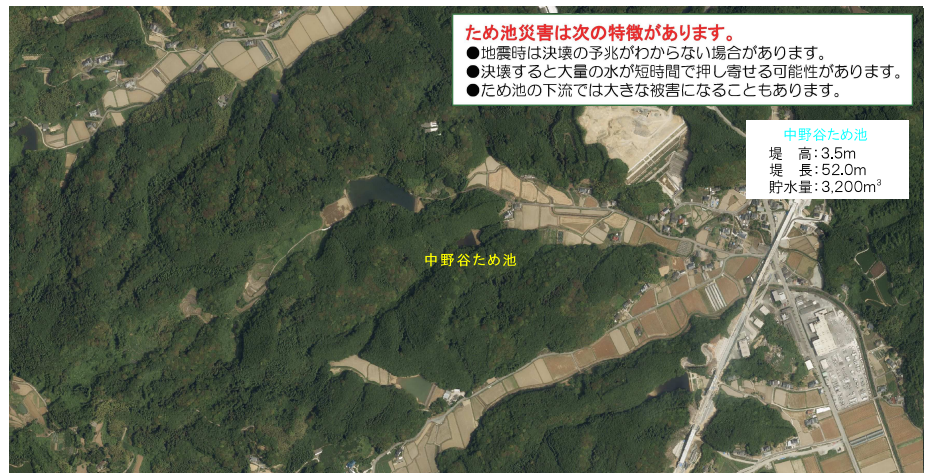 ため池災害は次の特徴があります。
●地震時は決壊の予兆がわからない場合があります。
●決壊すると大量の水が短時間で押し寄せる可能性があります。
●ため池の下流では大きな被害になることもあります。
中野谷ため池
堤　高：3.5m
堤　長：52.0m
貯水量：3,200m³
中野谷ため池